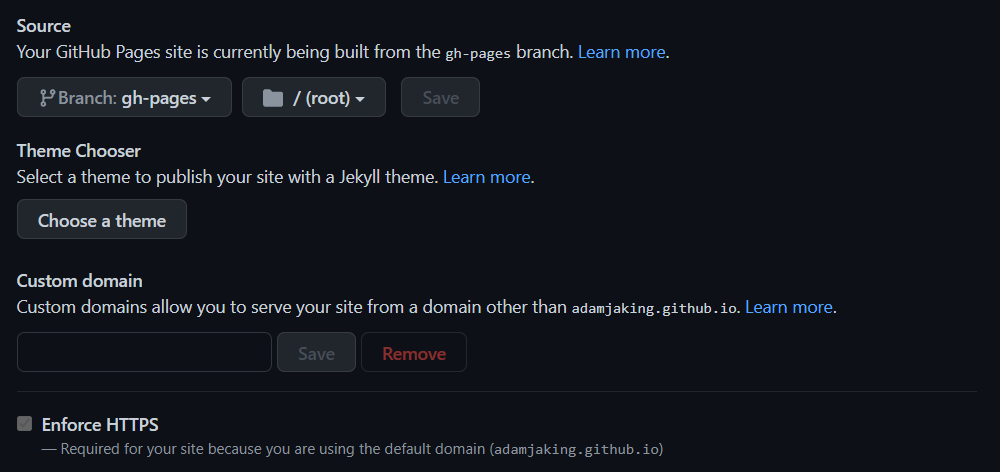 Source
Your GitHub Pages site is currently being built from the gh-pages branch. Learn more.
Branch: gh-pages / (root) Save
Theme Chooser
Select a theme to publish your site with a Jekyll theme. Learn more.
Choose a theme
Custom domain
Custom domains allow you to serve your site from a domain other than adamjaking.github.io. Learn more.
Save Remove
Enforce HTTPS
— Required for your site because you are using the default domain (adamjaking.github.io)